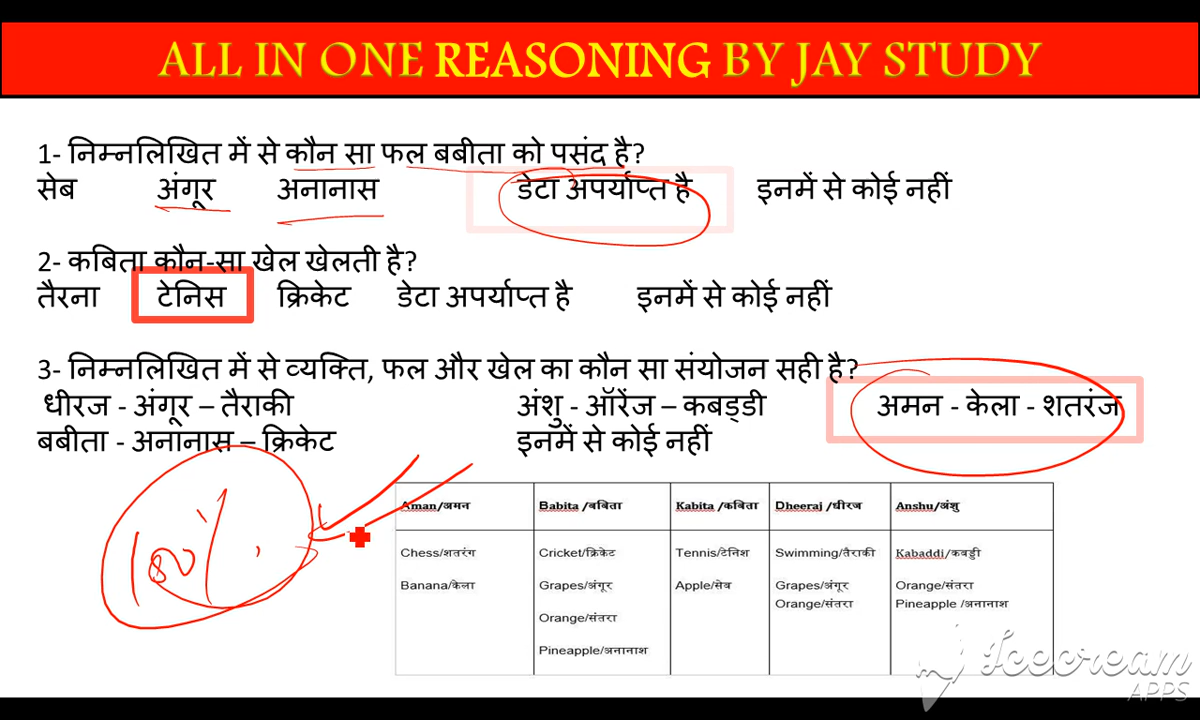 ALL IN ONE REASONING BY JAY STUDY
1- निम्नलिखित में से कौन सा फल बबीता को पसंद है?
सेब अंगूर अनानास डेटा अपर्याप्त है इनमें से कोई नहीं
2- कबिता कौन-सा खेल खेलती है?
तैरना टेनिस क्रिकेट डेटा अपर्याप्त है इनमें से कोई नहीं
3- निम्नलिखित में से व्यक्ति, फल और खेल का कौन सा संयोजन सही है?
धीरज - अंगूर – तैराकी अंशु - ऑरेंज – कबड्डी अमन - केला - शतरंज
बबीता - अनानास – क्रिकेट इनमें से कोई नहीं
100%
Aman/अमन Babita /बबिता Kabita /कबिता Dheeraj /धीरज Anshu/अंशु
Chess/शतरंग Cricket/क्रिकेट Tennis/टेनिश Swimming/तैराकी Kabaddi/कबड्डी
Banana/केला Grapes/अंगूर Apple/सेव Grapes/अंगूर Orange/संतरा
Orange/संतरा Pineapple /अनानाश
Orange/संतरा
Pineapple/अनानाश
Icecream
APPS